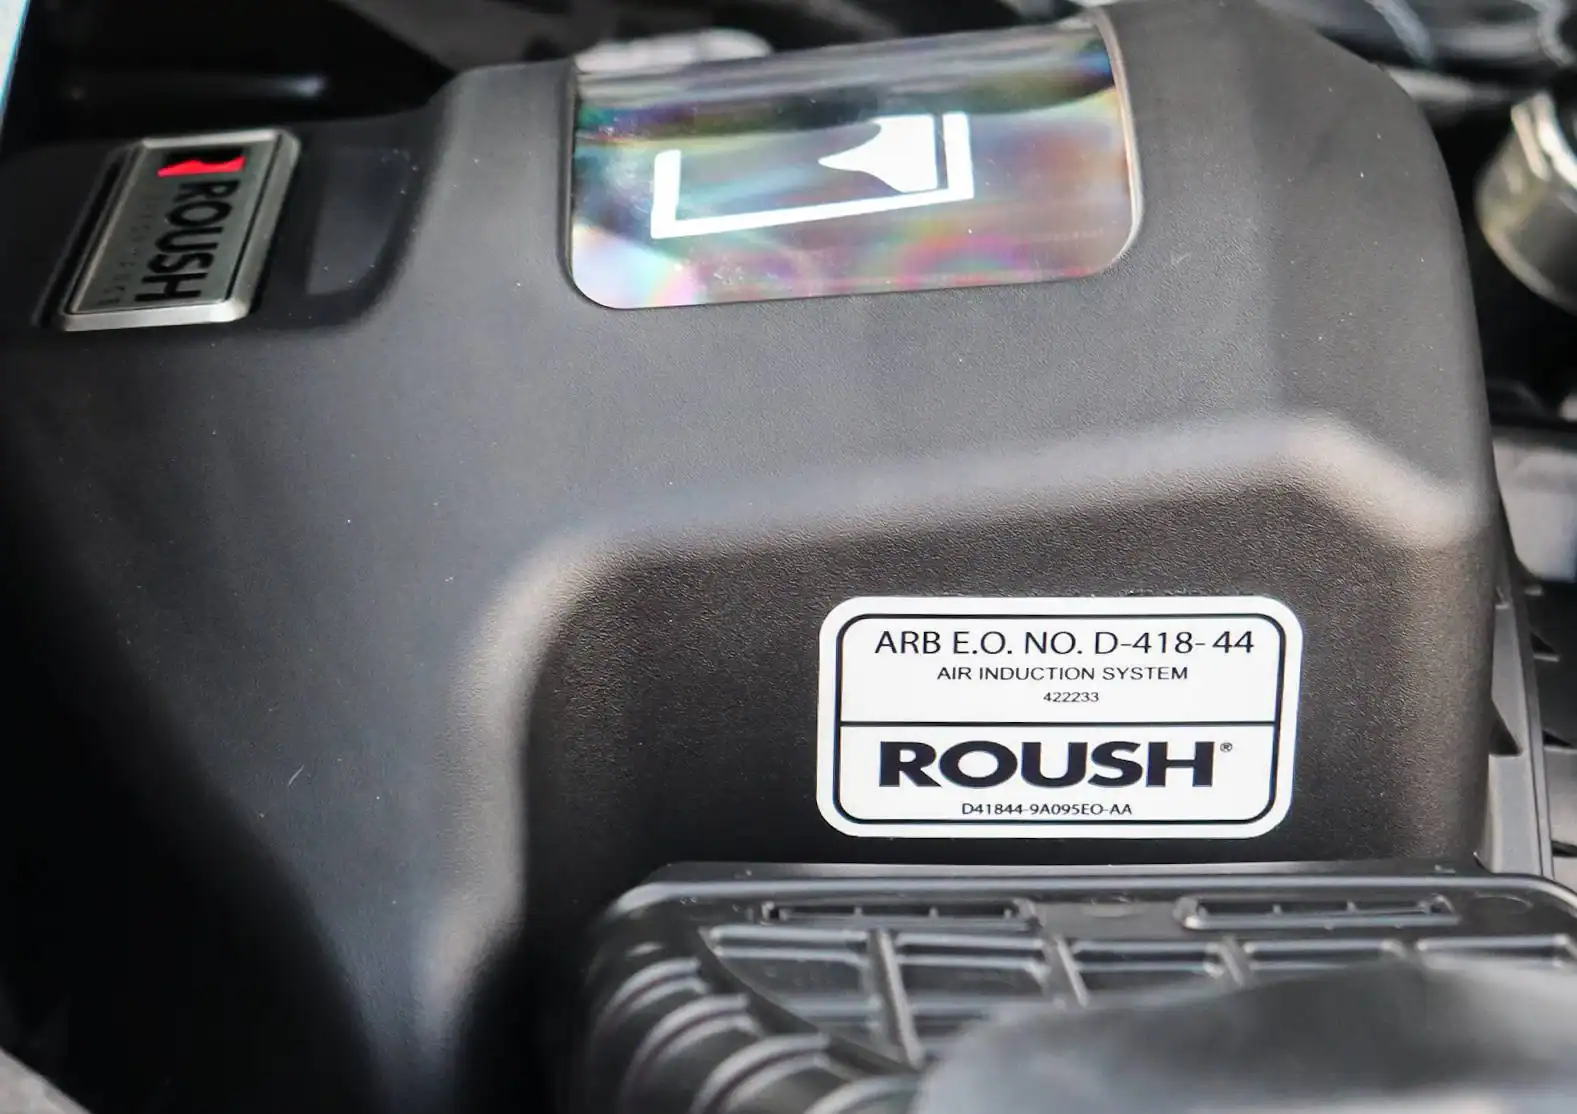 ROUSH
ARB E.O. NO. D-418- 44
AIR INDUCTION SYSTEM
422233
ROUSH®
D41844-9A095EO-AA